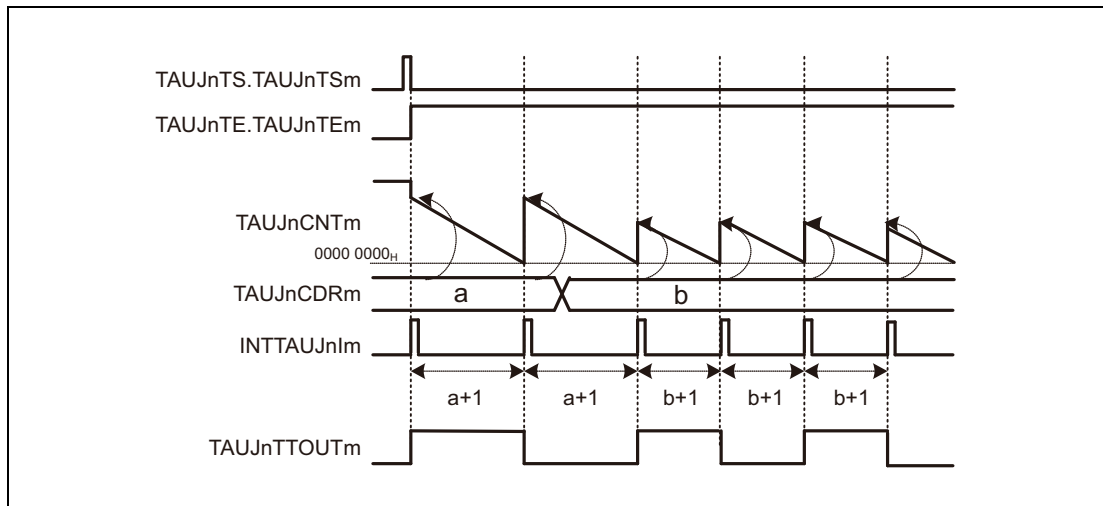 TAUJnTS.TAUJnTSm
TAUJnTE.TAUJnTEm
TAUJnCNTm
0000 0000H
TAUJnCDRm
a
b
INTTAUJnIm
a+1
a+1
b+1
b+1
b+1
TAUJnTTOUTm